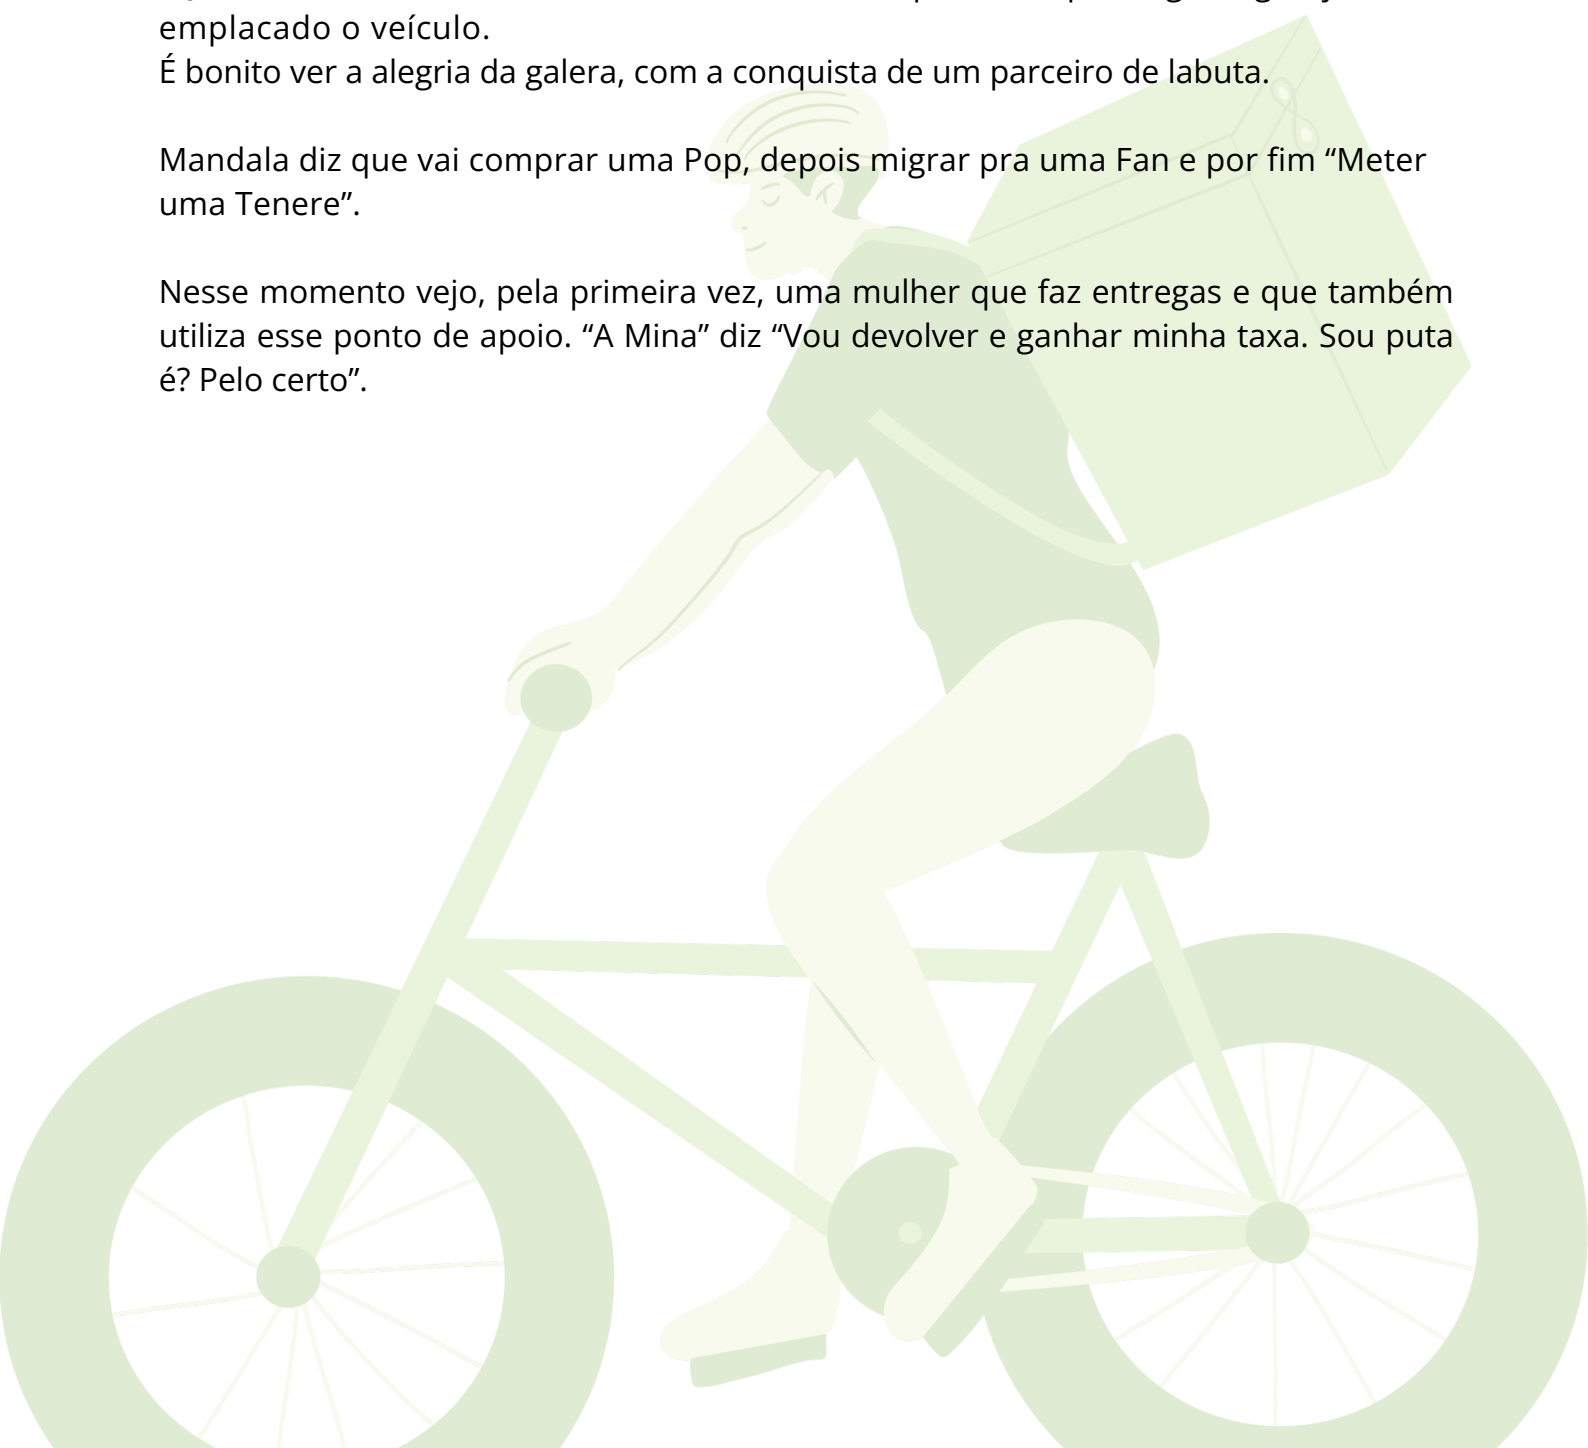 emplacado o veículo.
É bonito ver a alegria da galera, com a conquista de um parceiro de labuta.
Mandala diz que vai comprar uma Pop, depois migrar pra uma Fan e por fim “Meter
uma Tenere”.
Nesse momento vejo, pela primeira vez, uma mulher que faz entregas e que também
utiliza esse ponto de apoio. “A Mina” diz “Vou devolver e ganhar minha taxa. Sou puta
é? Pelo certo”.